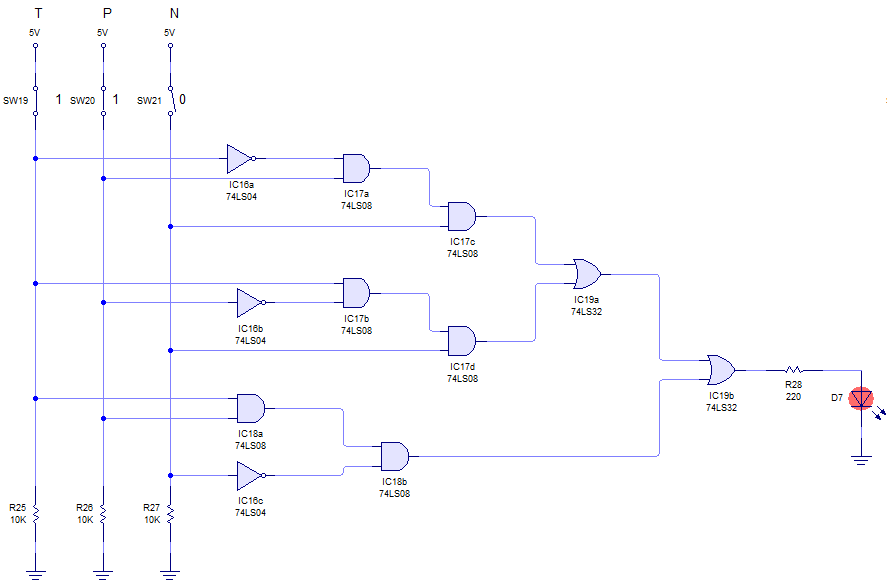 T P N
5V 5V 5V
SW19 1 SW20 1 SW21 0
IC16a
74LS04
IC17a
74LS08
IC17c
74LS08
IC19a
74LS32
IC16b
74LS04
IC17b
74LS08
IC17d
74LS08
R28
220
D7
IC19b
74LS32
IC18a
74LS08
IC18b
74LS08
IC16c
74LS04
R25
10K
R26
10K
R27
10K